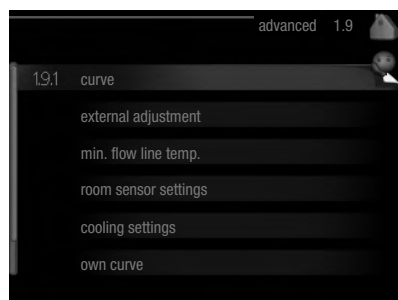 advanced 1.9
1.9.1 curve
external adjustment
min. flow line temp.
room sensor settings
cooling settings
own curve